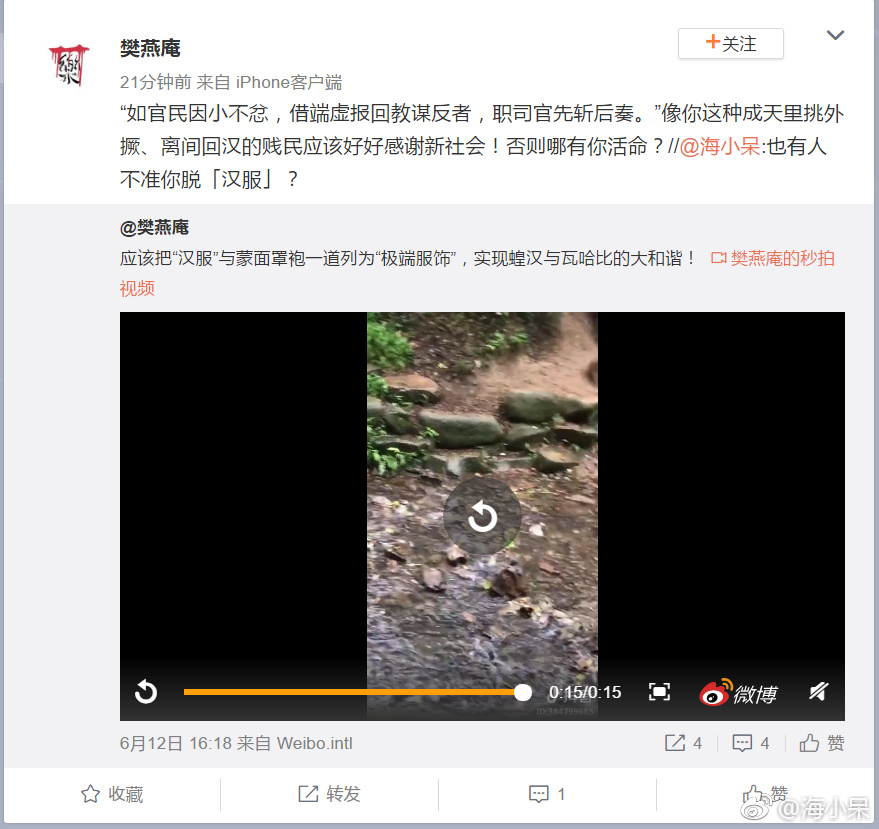 樊燕庵
+关注
21分钟前 来自 iPhone客户端
“如官民因小不忿，借端虚报回教谋反者，职司官先斩后奏。”像你这种成天里挑外
撅、离间回汉的贱民应该好好感谢新社会！否则哪有你活命？//@海小呆:也有人
不准你脱「汉服」？
@樊燕庵
应该把“汉服”与蒙面罩袍一道列为“极端服饰”，实现蝗汉与瓦哈比的大和谐！ 樊燕庵的秒拍
视频
0:15/0:15
微博
6月12日 16:18 来自 Weibo.intl
4
4
赞
收藏
转发
1
赞
@海小呆